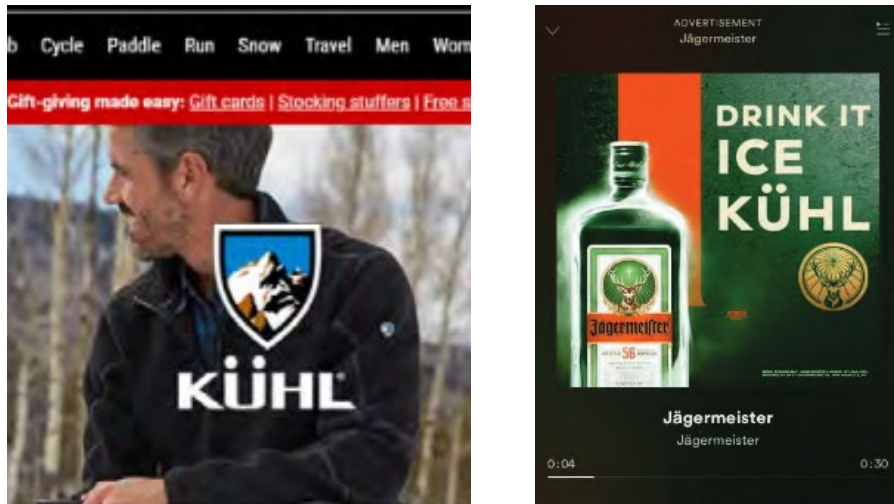 b Cycle Paddle Run Snow Travel Men Wom
Gift-giving made easy: Gift cards | Stocking stuffers | Free s
KÜHL
ADVERTISEMENT
Jägermeister
DRINK IT
ICE
KÜHL
Jägermeister
56
Jägermeister
Jägermeister
0:04 0:30